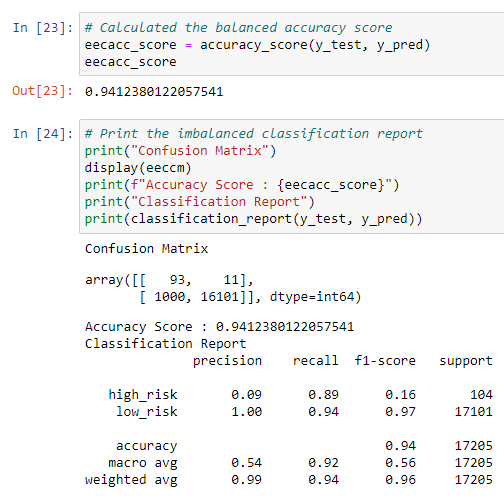 In [23]: # Calculated the balanced accuracy score
eecacc_score = accuracy_score(y_test, y_pred)
eecacc_score
Out[23]: 0.9412380122057541
In [24]: # Print the imbalanced classification report
print("Confusion Matrix")
display(eeccm)
print(f"Accuracy Score : {eecacc_score}")
print("Classification Report")
print(classification_report(y_test, y_pred))
Confusion Matrix
array([[   93,    11],
       [ 1000, 16101]], dtype=int64)
Accuracy Score : 0.9412380122057541
Classification Report
              precision    recall  f1-score   support
   high_risk       0.09      0.89      0.16       104
    low_risk       1.00      0.94      0.97     17101
    accuracy                           0.94     17205
   macro avg       0.54      0.92      0.56     17205
weighted avg       0.99      0.94      0.96     17205